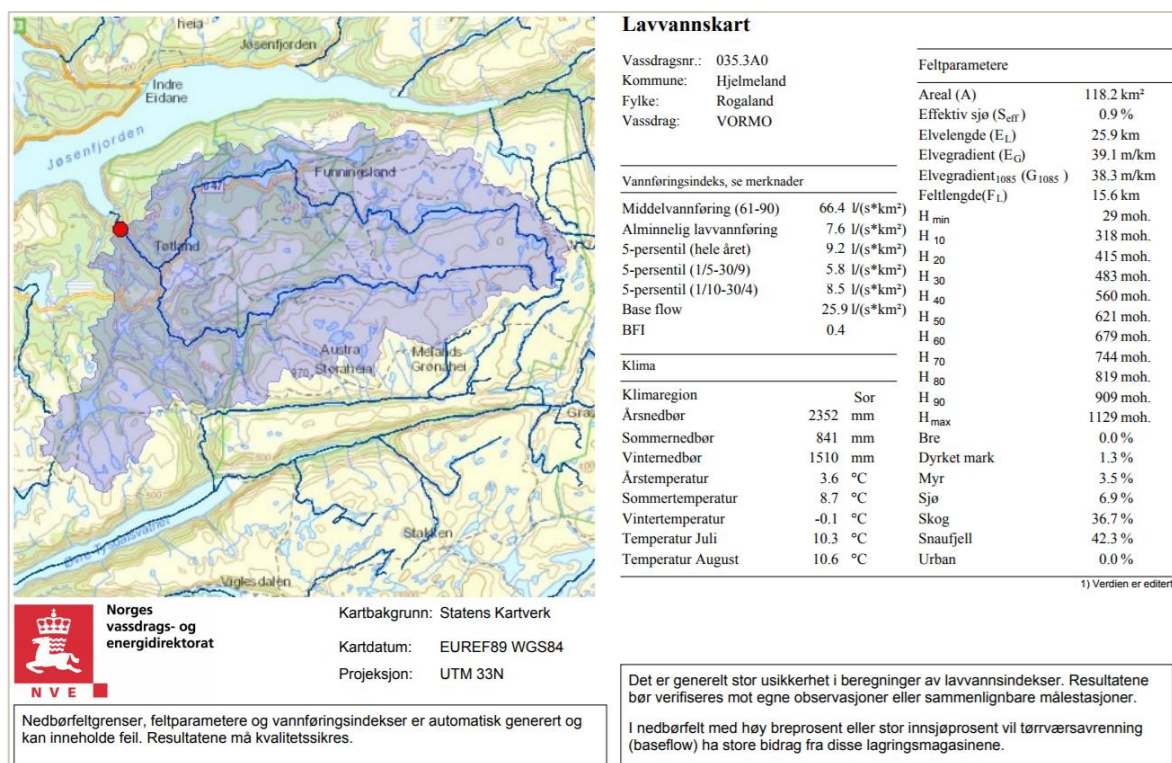 heia
Jøsenfjorden
Indre
Eidane
Jøsenfjorden
Funningsland
Tøtland
Austra
Storaheia
Melands
Grønahei
Stakken
Viglesdalen
Norges
vassdrags- og
energidirektorat
NVE
Kartbakgrunn: Statens Kartverk
Kartdatum: EUREF89 WGS84
Projeksjon: UTM 33N
Nedbørfeltgrenser, feltparametere og vannføringsindekser er automatisk generert og
kan inneholde feil. Resultatene må kvalitetssikres.
Lavvannskart
Vassdragsnr.: 035.3A0
Kommune: Hjelmeland
Fylke: Rogaland
Vassdrag: VORMO
Vannføringsindeks, se merknader
Middelvannføring (61-90) 66.4 l/(s*km²)
Alminnelig lavvannføring 7.6 l/(s*km²)
5-persentil (hele året) 9.2 l/(s*km²)
5-persentil (1/5-30/9) 5.8 l/(s*km²)
5-persentil (1/10-30/4) 8.5 l/(s*km²)
Base flow 25.9 l/(s*km²)
BFI 0.4
Klima
Klimaregion Sor
Årsnedbør 2352 mm
Sommernedbør 841 mm
Vinternedbør 1510 mm
Årstemperatur 3.6 °C
Sommertemperatur 8.7 °C
Vintertemperatur -0.1 °C
Temperatur Juli 10.3 °C
Temperatur August 10.6 °C
Feltparametere
Areal (A) 118.2 km²
Effektiv sjø (Seff) 0.9 %
Elvelengde (EL) 25.9 km
Elvegradient (EG) 39.1 m/km
Elvegradient1085 (G1085) 38.3 m/km
Feltlengde(FL) 15.6 km
H min 29 moh.
H 10 318 moh.
H 20 415 moh.
H 30 483 moh.
H 40 560 moh.
H 50 621 moh.
H 60 679 moh.
H 70 744 moh.
H 80 819 moh.
H 90 909 moh.
H max 1129 moh.
Bre 0.0 %
Dyrket mark 1.3 %
Myr 3.5 %
Sjø 6.9 %
Skog 36.7 %
Snaufjell 42.3 %
Urban 0.0 %
1) Verdien er editert
Det er generelt stor usikkerhet i beregninger av lavvannsindekser. Resultatene
bør verifiseres mot egne observasjoner eller sammenlignbare målestasjoner.
I nedbørfelt med høy breprosent eller stor innsjøprosent vil tørrværsavrenning
(baseflow) ha store bidrag fra disse lagringsmagasinene.